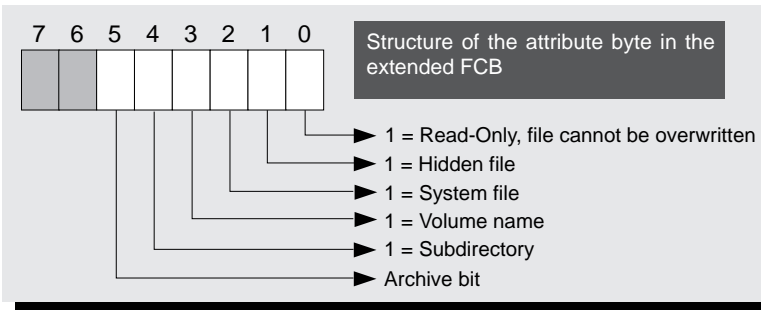 7 6 5 4 3 2 1 0
Structure of the attribute byte in the
extended FCB
1 = Read-Only, file cannot be overwritten
1 = Hidden file
1 = System file
1 = Volume name
1 = Subdirectory
Archive bit